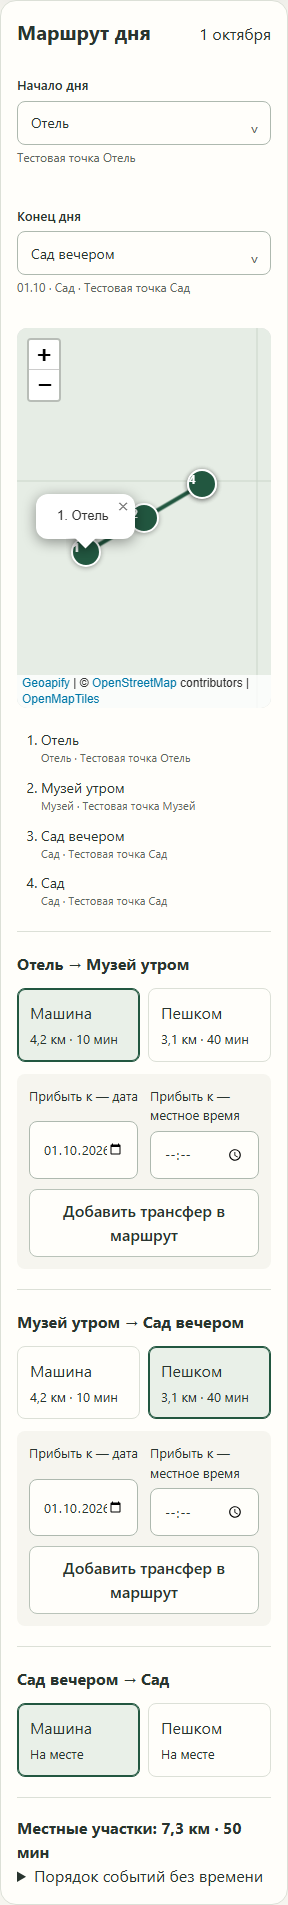 Маршрут дня 1 октября
Начало дня
Отель
Тестовая точка Отель
Конец дня
Сад вечером
01.10 · Сад · Тестовая точка Сад
+
−
4
2
1. Отель ×
1
Geoapify | © OpenStreetMap contributors |
OpenMapTiles
1. Отель
Отель · Тестовая точка Отель
2. Музей утром
Музей · Тестовая точка Музей
3. Сад вечером
Сад · Тестовая точка Сад
4. Сад
Сад · Тестовая точка Сад
Отель → Музей утром
Машина
4,2 км · 10 мин
Пешком
3,1 км · 40 мин
Прибыть к — дата
Прибыть к —
местное время
01.10.2026
--:--
Добавить трансфер в
маршрут
Музей утром → Сад вечером
Машина
4,2 км · 10 мин
Пешком
3,1 км · 40 мин
Прибыть к — дата
Прибыть к —
местное время
01.10.2026
--:--
Добавить трансфер в
маршрут
Сад вечером → Сад
Машина
На месте
Пешком
На месте
Местные участки: 7,3 км · 50
мин
Порядок событий без времени